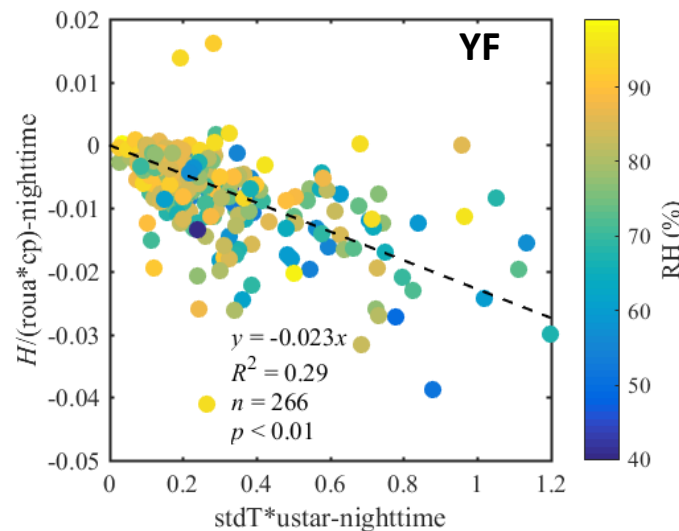 YF
0.02
0.01
0
-0.01
-0.02
-0.03
-0.04
-0.05
H/(roua*cp)-nighttime
y = -0.023x
R² = 0.29
n = 266
p < 0.01
0
0.2
0.4
0.6
0.8
1
1.2
stdT*ustar-nighttime
90
80
70
60
50
40
RH (%)